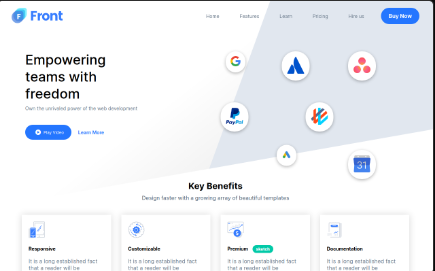 Front
Home Features Learn Pricing Hire us Buy Now
Empowering
teams with
freedom
Own the unrivaled power of the web development
Play Video Learn More
PayPal
31
Key Benefits
Design faster with a growing array of beautiful templates
Responsive
It is a long established fact
that a reader will be
Customizable
It is a long established fact
that a reader will be
Premium
It is a long established fact
that a reader will be
Documentation
It is a long established fact
that a reader will be